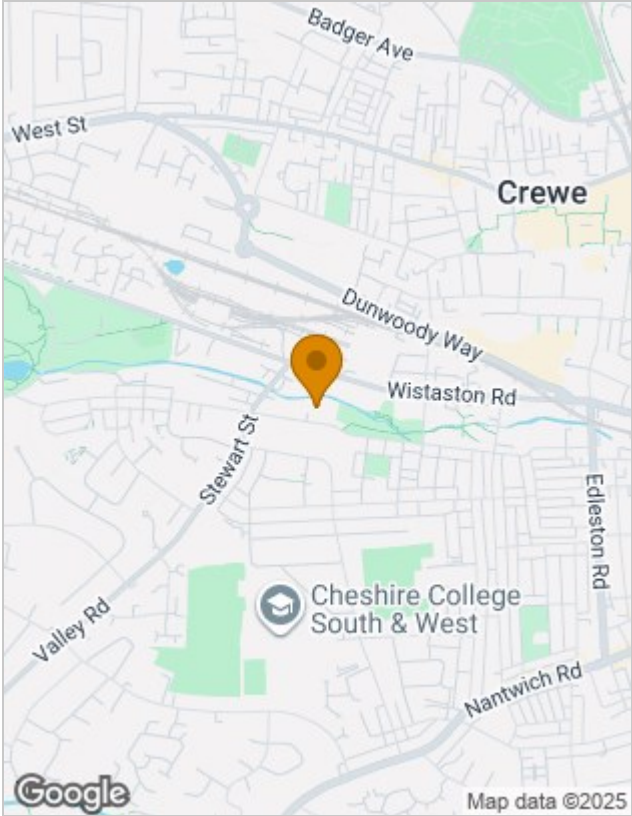 Badger Ave
West St
Crewe
Dunwoody Way
Wistaston Rd
Stewart St
Edleston Rd
Cheshire College
South & West
Valley Rd
Nantwich Rd
Google
Map data ©2025